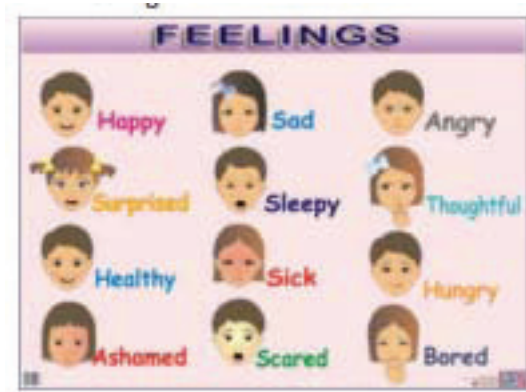 FEELINGS
Happy Sad Angry
Surprised Sleepy Thoughtful
Healthy Sick Hungry
Ashamed Scared Bored